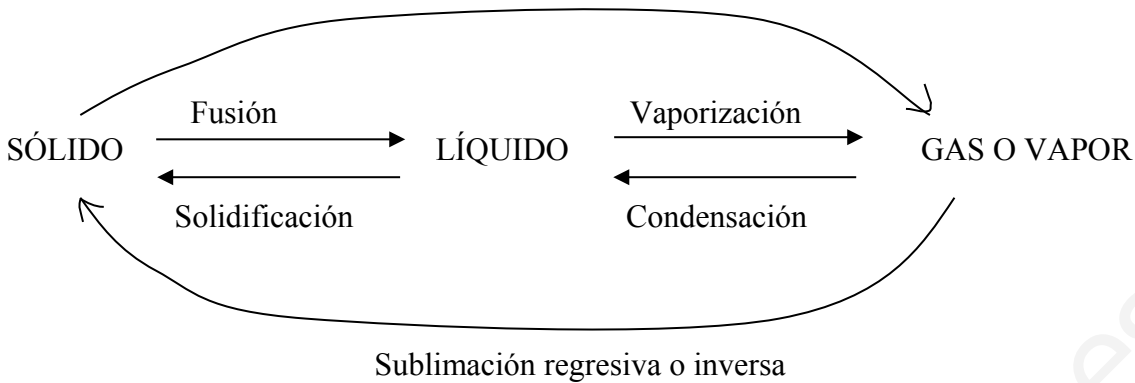 Fusión
Vaporización
SÓLIDO
LÍQUIDO
GAS O VAPOR
Solidificación
Condensación
Sublimación regresiva o inversa